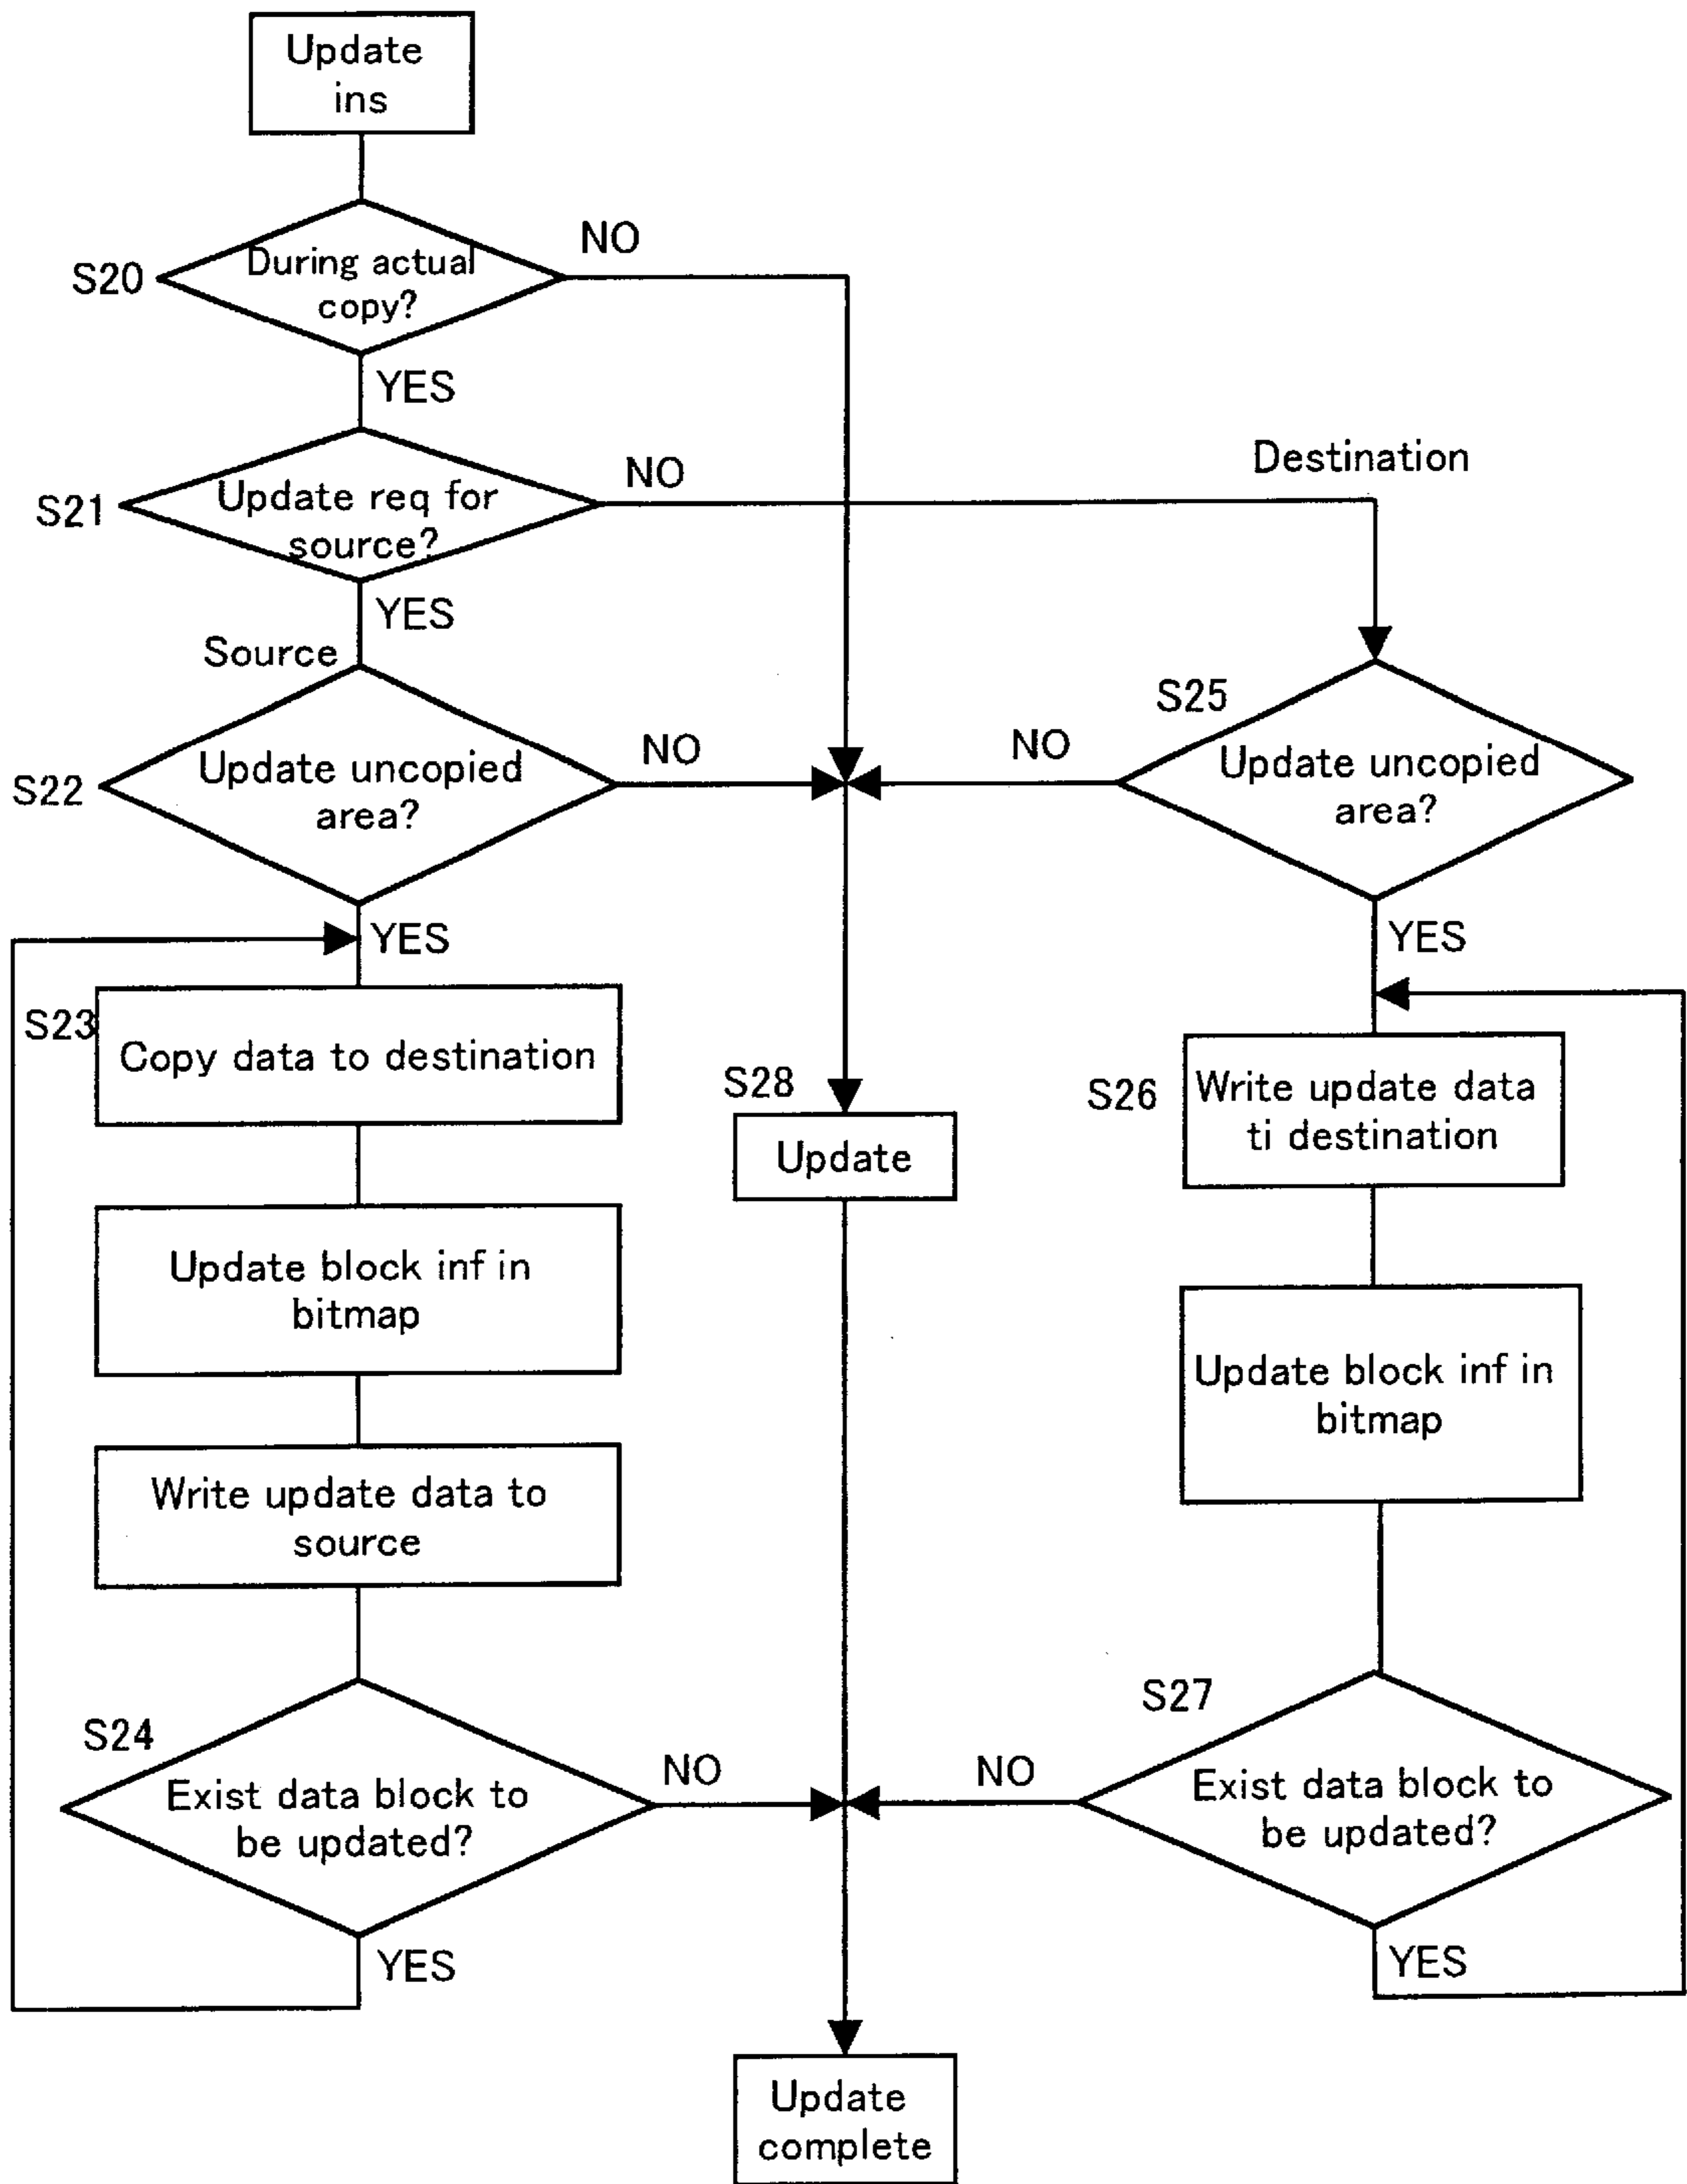 Update
ins
NO
S20
During actual
copy?
YES
Destination
NO
S21
Update req for
source?
YES
Source
S25
NO
NO
S22
Update uncopied
area?
Update uncopied
area?
YES
YES
S23
Copy data to destination
S28
Update
S26
Write update data
ti destination
Update block inf in
bitmap
Update block inf in
bitmap
Write update data to
source
S24
Exist data block to
be updated?
NO
NO
S27
Exist data block to
be updated?
YES
YES
Update
complete